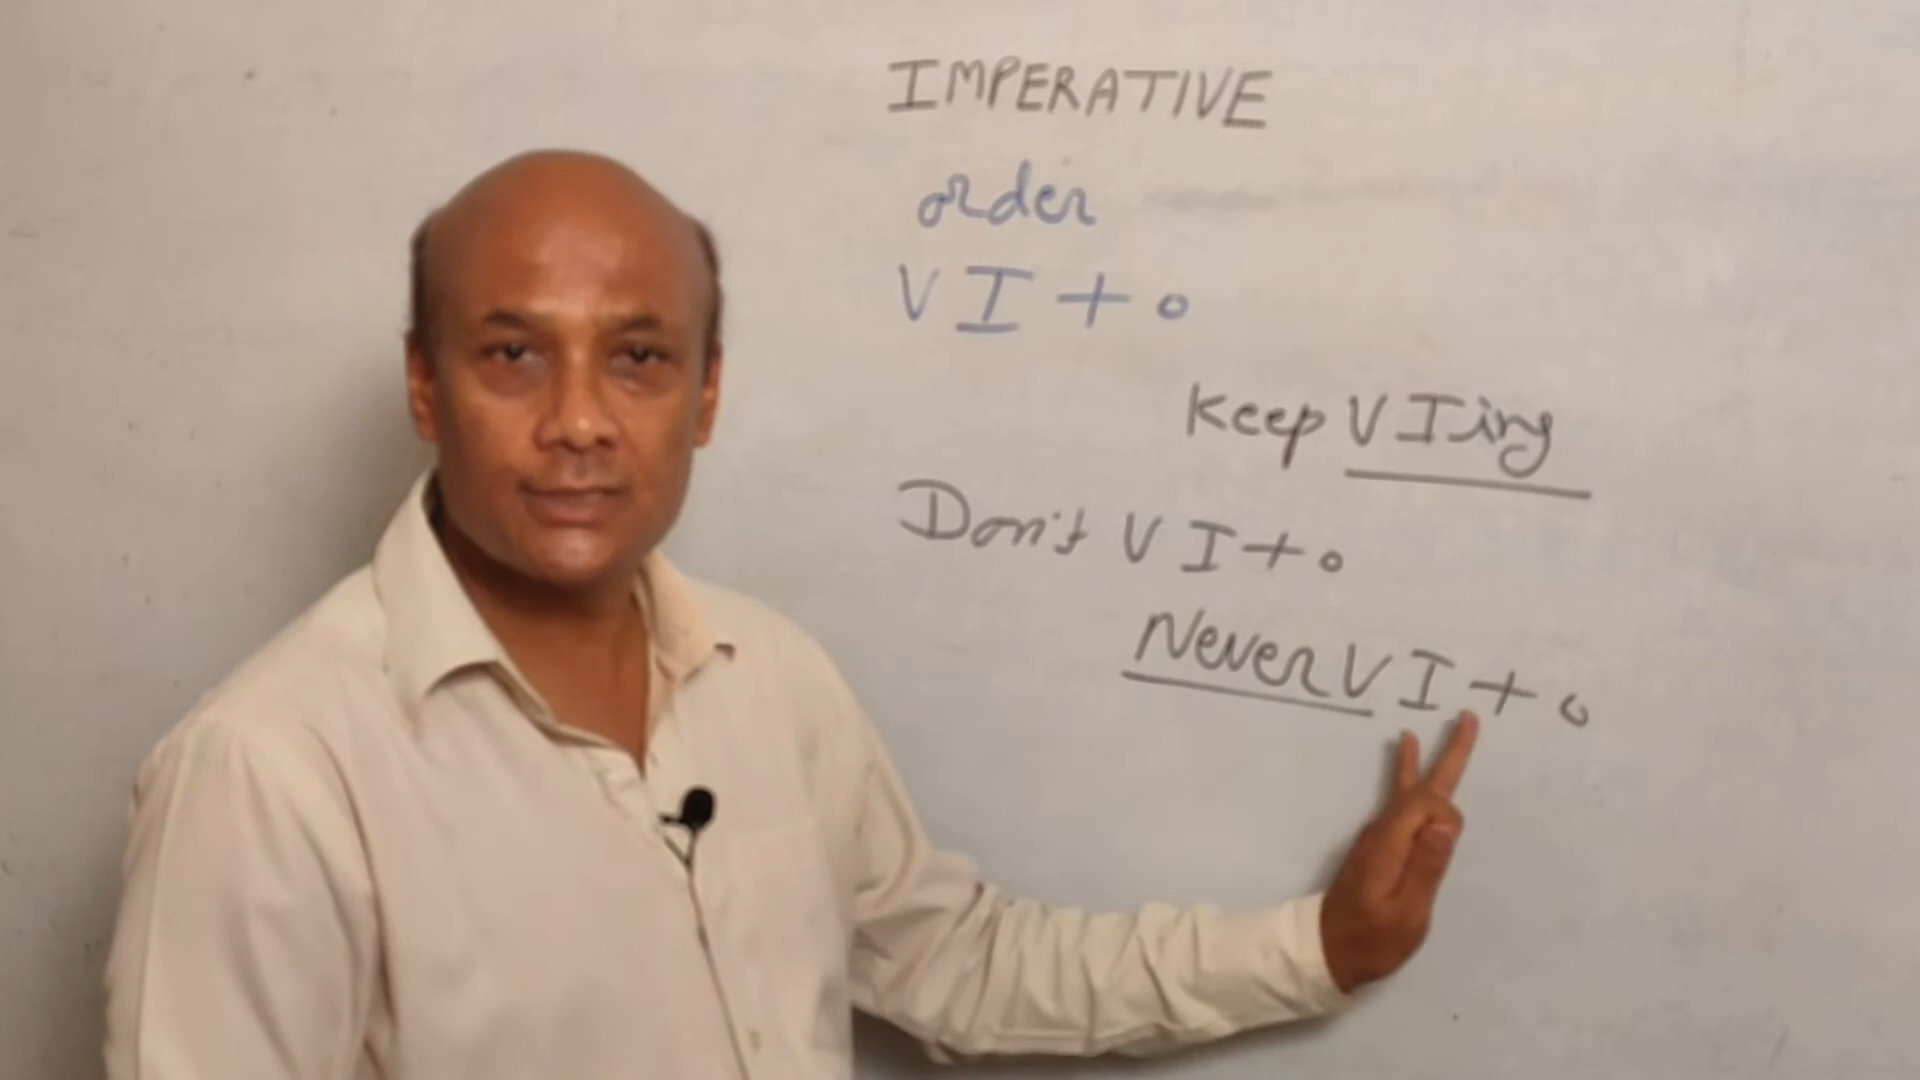 IMPERATIVE
order
V I + o
Keep V I ing
Don't V I + o
Never V I + o